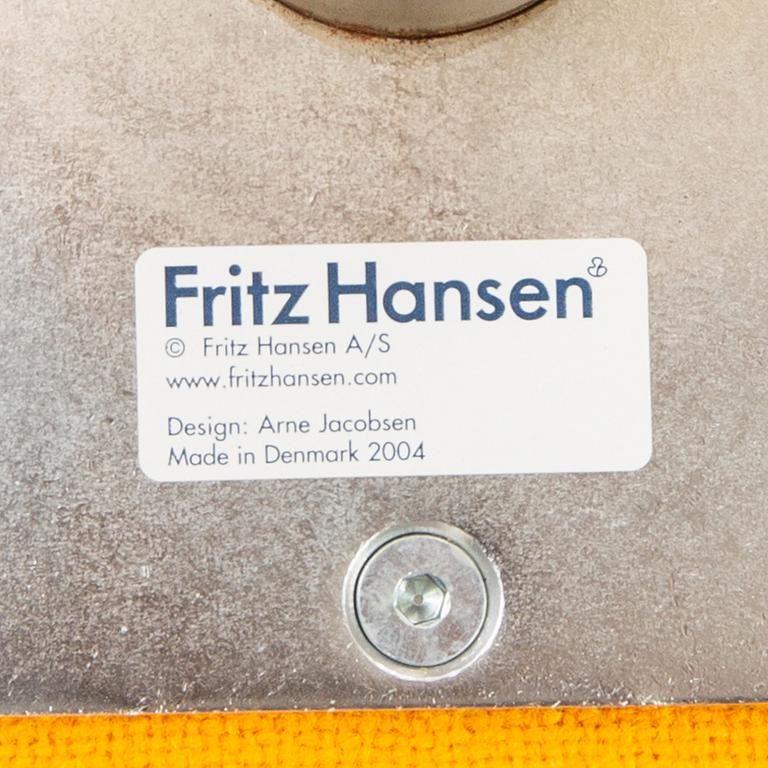 Fritz Hansen
© Fritz Hansen A/S
www.fritzhansen.com
Design: Arne Jacobsen
Made in Denmark 2004